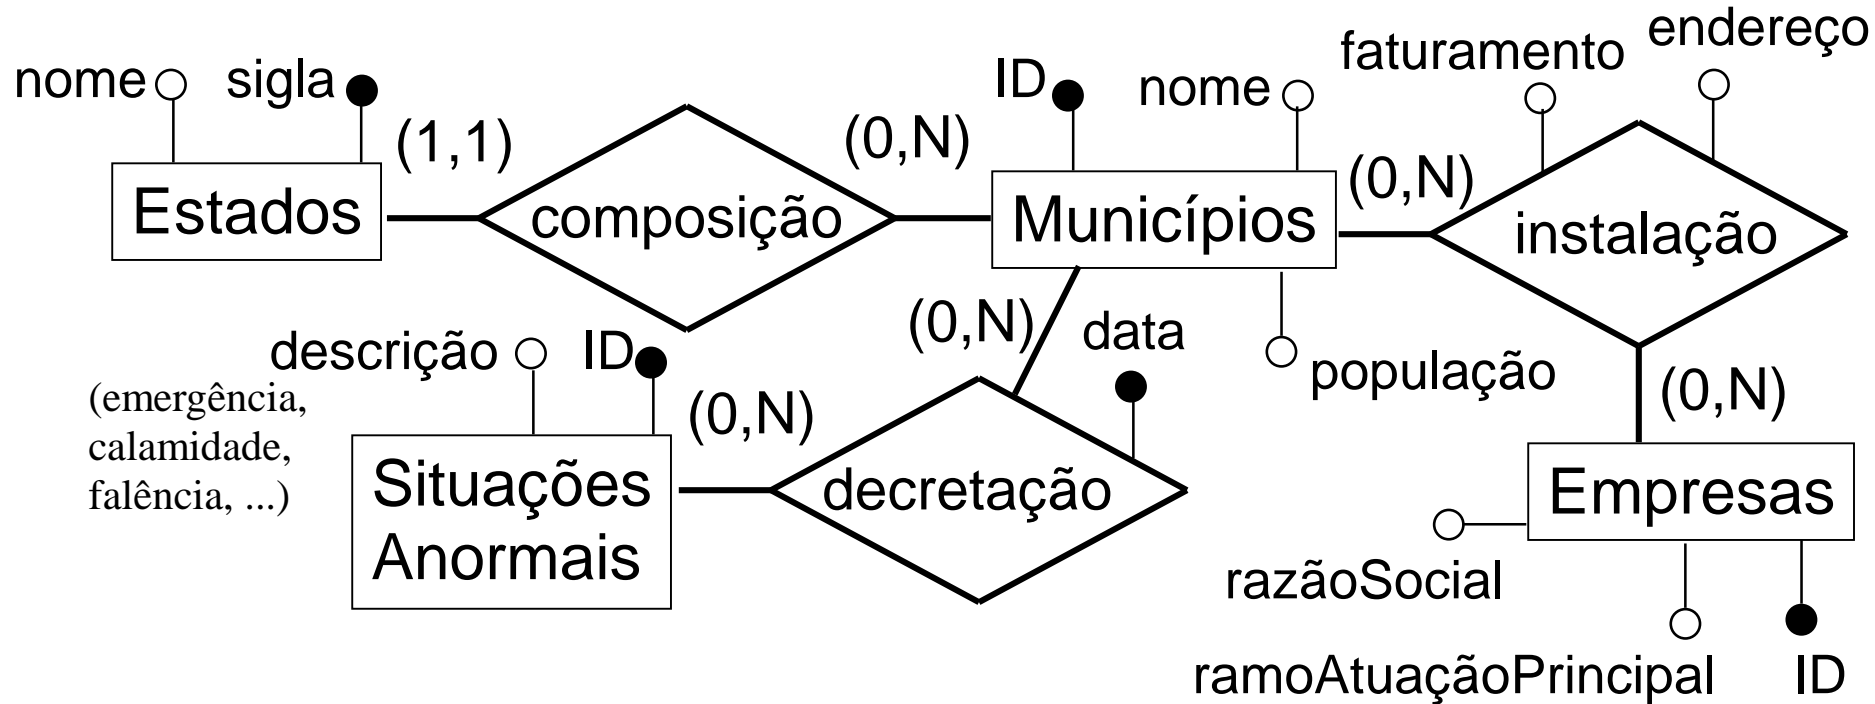 endereço
faturamento
nome
sigla
ID
nome
(1,1)
(0,N)
(0,N)
Estados
composição
Municípios
instalação
(0,N)
data
descrição
ID
população
(emergência,
calamidade,
falência, ...)
(0,N)
(0,N)
Situações
Anormais
decretação
Empresas
razãoSocial
ramoAtuaçãoPrincipal
ID